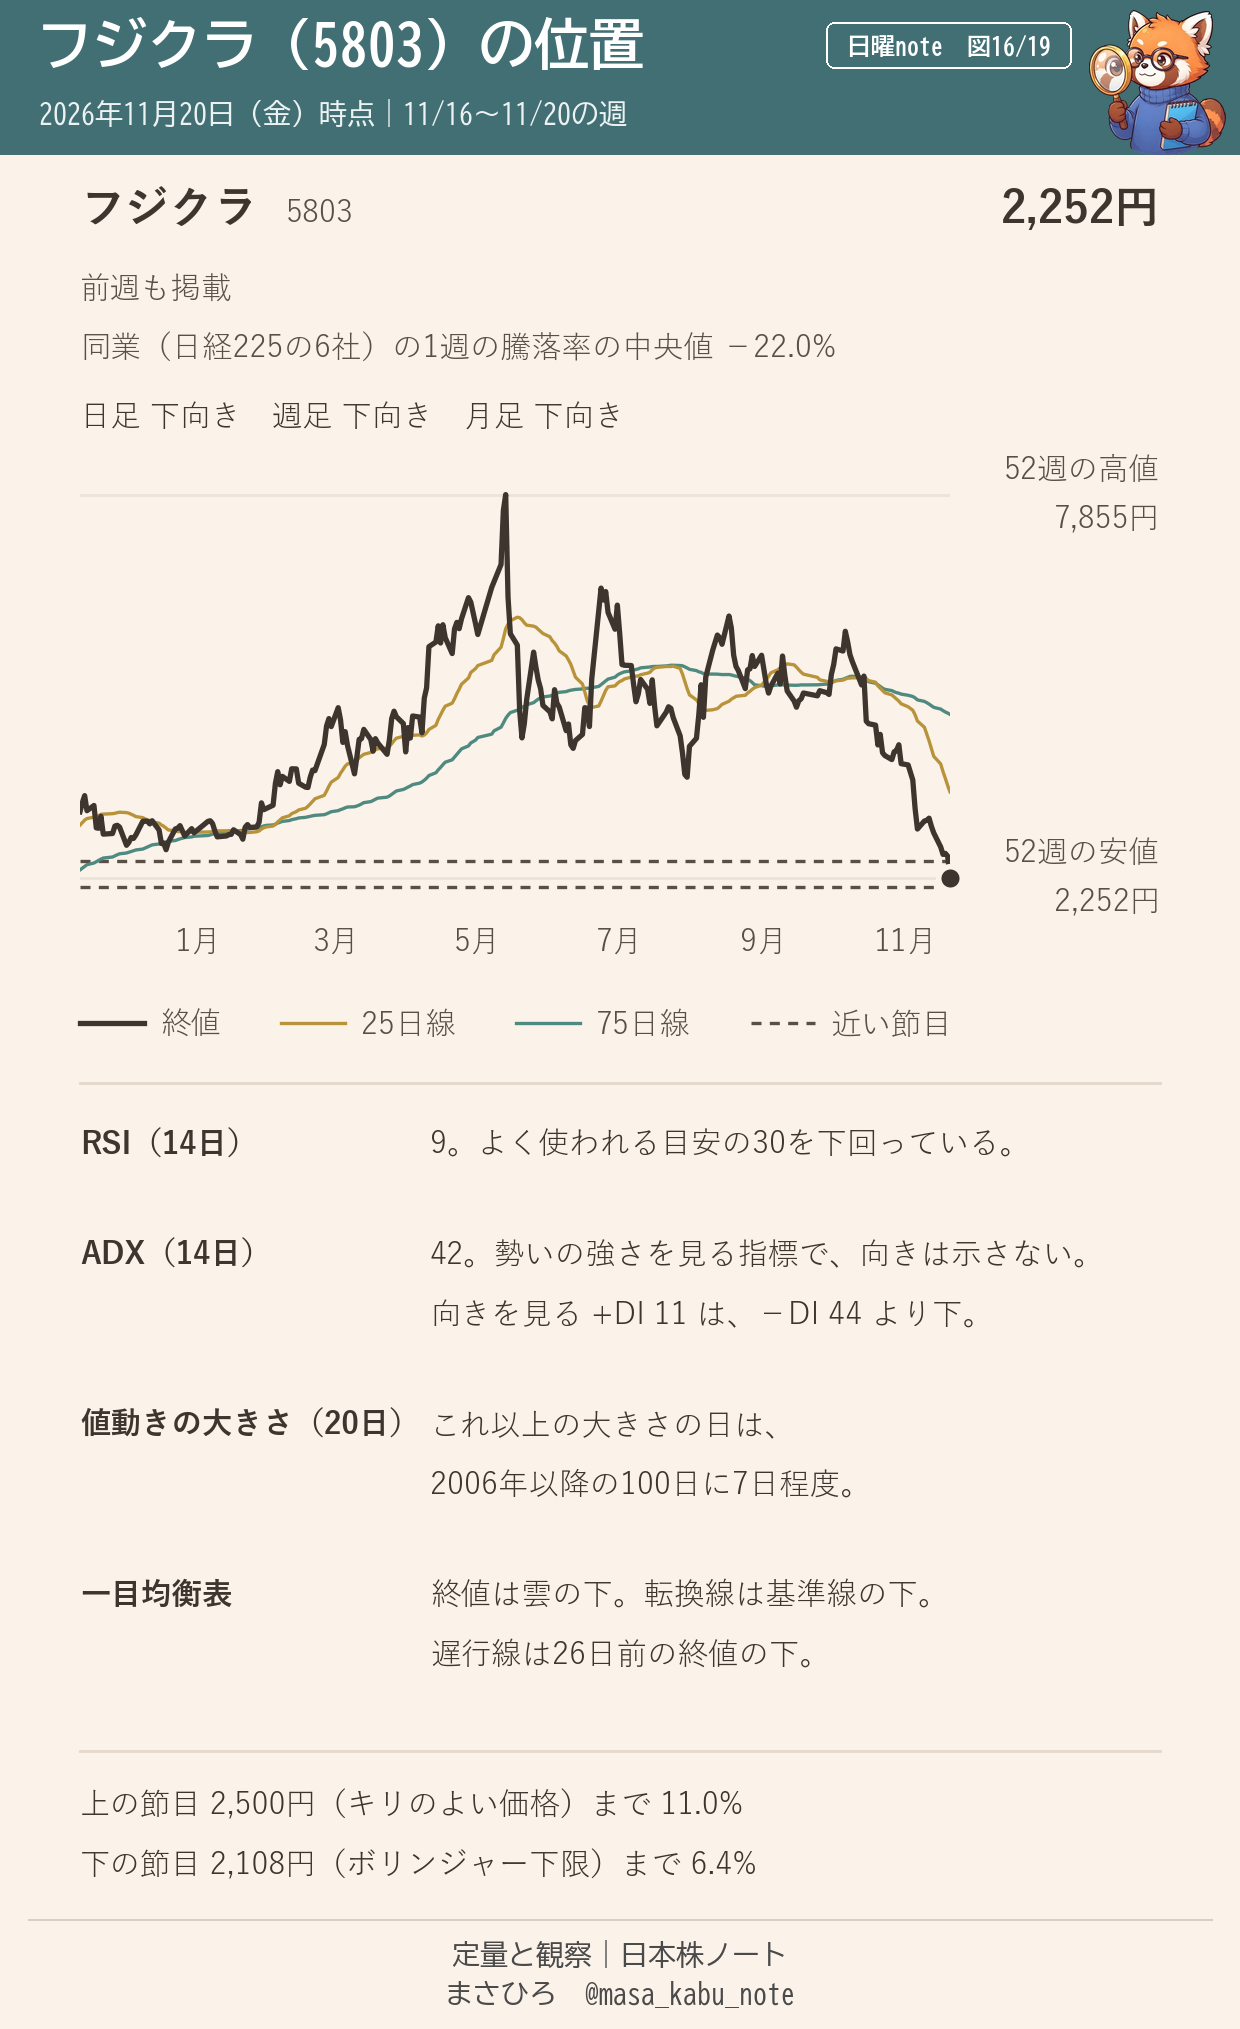 フジクラ（5803）の位置
日曜note　図16/19
2026年11月20日（金）時点｜11/16～11/20の週
フジクラ 5803 2,252円
前週も掲載
同業（日経225の6社）の1週の騰落率の中央値 －22.0%
日足 下向き　週足 下向き　月足 下向き
52週の高値
7,855円
52週の安値
2,252円
1月 3月 5月 7月 9月 11月
終値 25日線 75日線 近い節目
RSI（14日） 9。よく使われる目安の30を下回っている。
ADX（14日） 42。勢いの強さを見る指標で、向きは示さない。
向きを見る +DI 11 は、－DI 44 より下。
値動きの大きさ（20日） これ以上の大きさの日は、
2006年以降の100日に7日程度。
一目均衡表 終値は雲の下。転換線は基準線の下。
遅行線は26日前の終値の下。
上の節目 2,500円（キリのよい価格）まで 11.0%
下の節目 2,108円（ボリンジャー下限）まで 6.4%
定量と観察｜日本株ノート
まさひろ　@masa_kabu_note